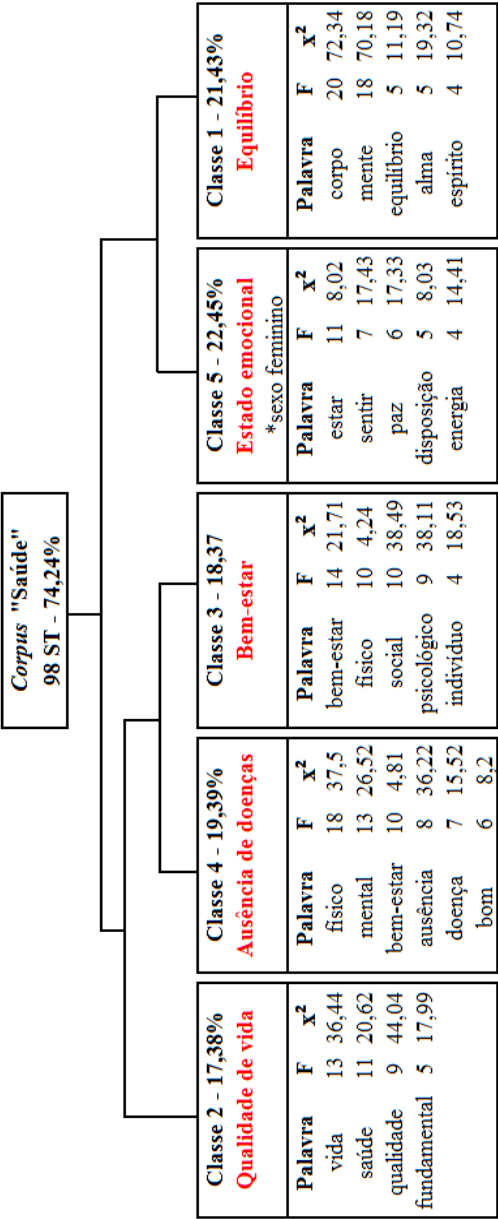 Corpus "Saúde"
98 ST - 74,24%
Classe 2 - 17,38%
Qualidade de vida
Palavra F x²
vida 13 36,44
saúde 11 20,62
qualidade 9 44,04
fundamental 5 17,99
Classe 4 - 19,39%
Ausência de doenças
Palavra F x²
físico 18 37,5
mental 13 26,52
bem-estar 10 4,81
ausência 8 36,22
doença 7 15,52
bom 6 8,2
Classe 3 - 18,37
Bem-estar
Palavra F x²
bem-estar 14 21,71
físico 10 4,24
social 10 38,49
psicológico 9 38,11
indivíduo 4 18,53
Classe 5 - 22,45%
Estado emocional
*sexo feminino
Palavra F x²
estar 11 8,02
sentir 7 17,43
paz 6 17,33
disposição 5 8,03
energia 4 14,41
Classe 1 - 21,43%
Equilíbrio
Palavra F x²
corpo 20 72,34
mente 18 70,18
equilíbrio 5 11,19
alma 5 19,32
espírito 4 10,74